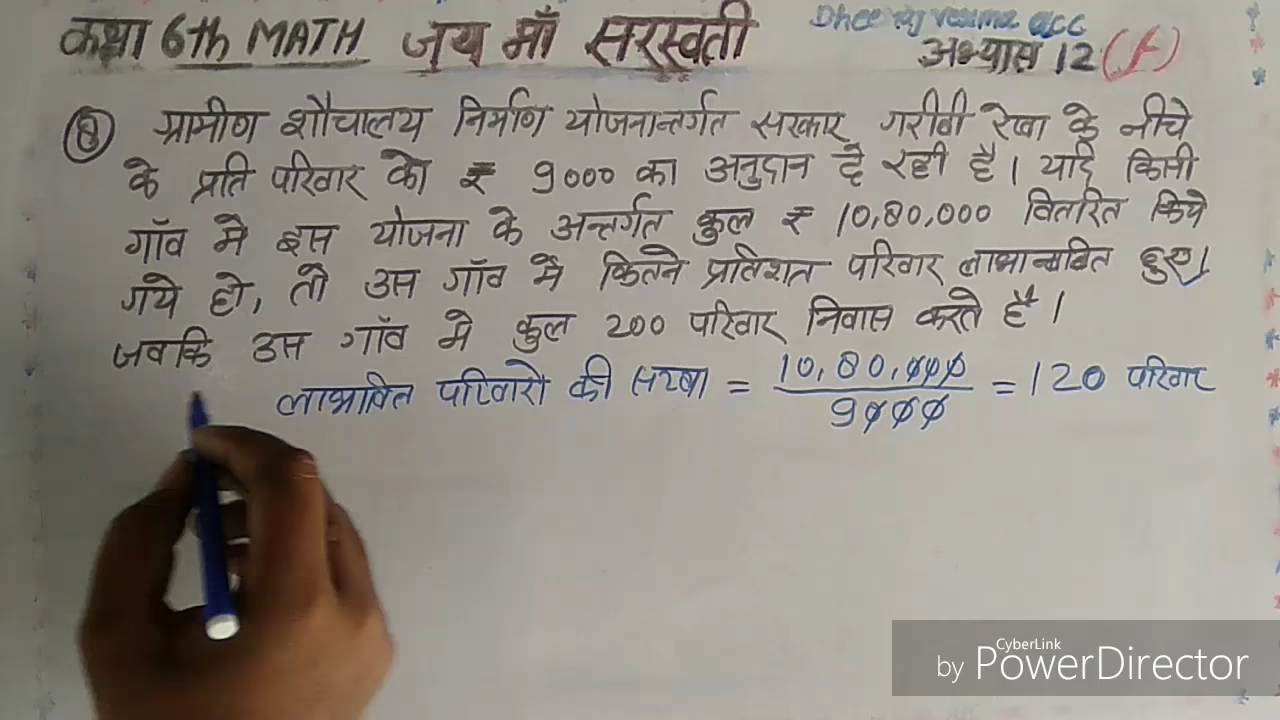 कक्षा 6th MATH जय माँ सरस्वती
अभ्यास 12 (A)
8 ग्रामीण शौचालय निर्माण योजनान्तर्गत सरकार गरीबी रेखा के नीचे
के प्रति परिवार को ₹ 9000 का अनुदान दे रही है। यदि किसी
गाँव मे इस योजना के अन्तर्गत कुल ₹ 10,80,000 वितरित किये
गये हो, तो उस गाँव मे कितने प्रतिशत परिवार लाभान्वित हुए।
जबकि उस गाँव मे कुल 200 परिवार निवास करते है।
लाभावित परिवारो की सख्या = 10,80,000 / 9000 = 120 परिवार
CyberLink
by PowerDirector